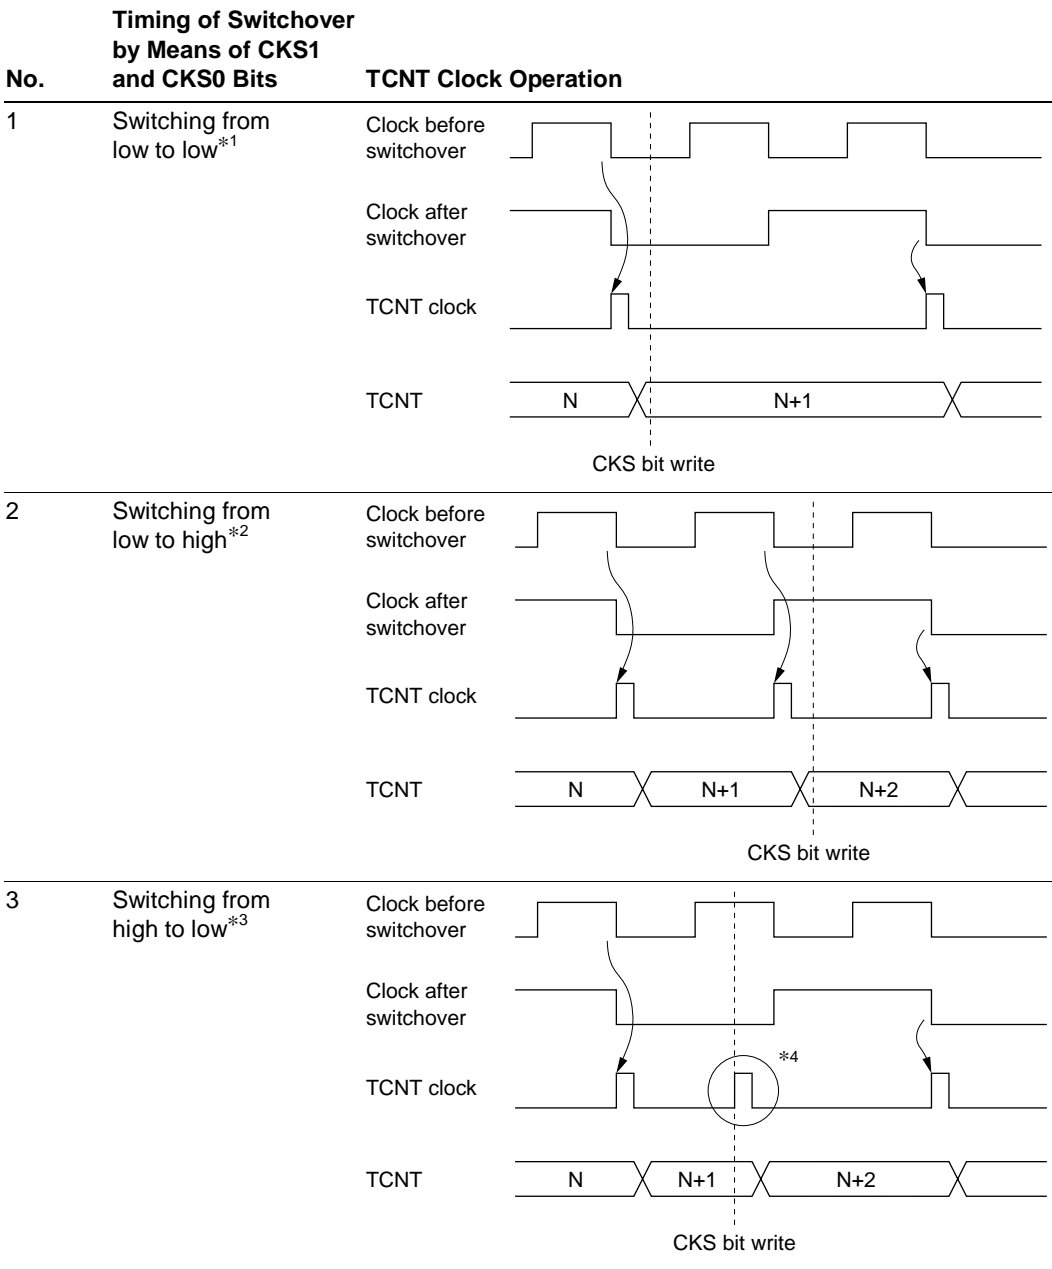 Timing of Switchover
by Means of CKS1
No. and CKS0 Bits TCNT Clock Operation
1 Switching from
low to low*1
Clock before
switchover
Clock after
switchover
TCNT clock
TCNT N N+1
CKS bit write
2 Switching from
low to high*2
Clock before
switchover
Clock after
switchover
TCNT clock
TCNT N N+1 N+2
CKS bit write
3 Switching from
high to low*3
Clock before
switchover
Clock after
switchover
*4
TCNT clock
TCNT N N+1 N+2
CKS bit write